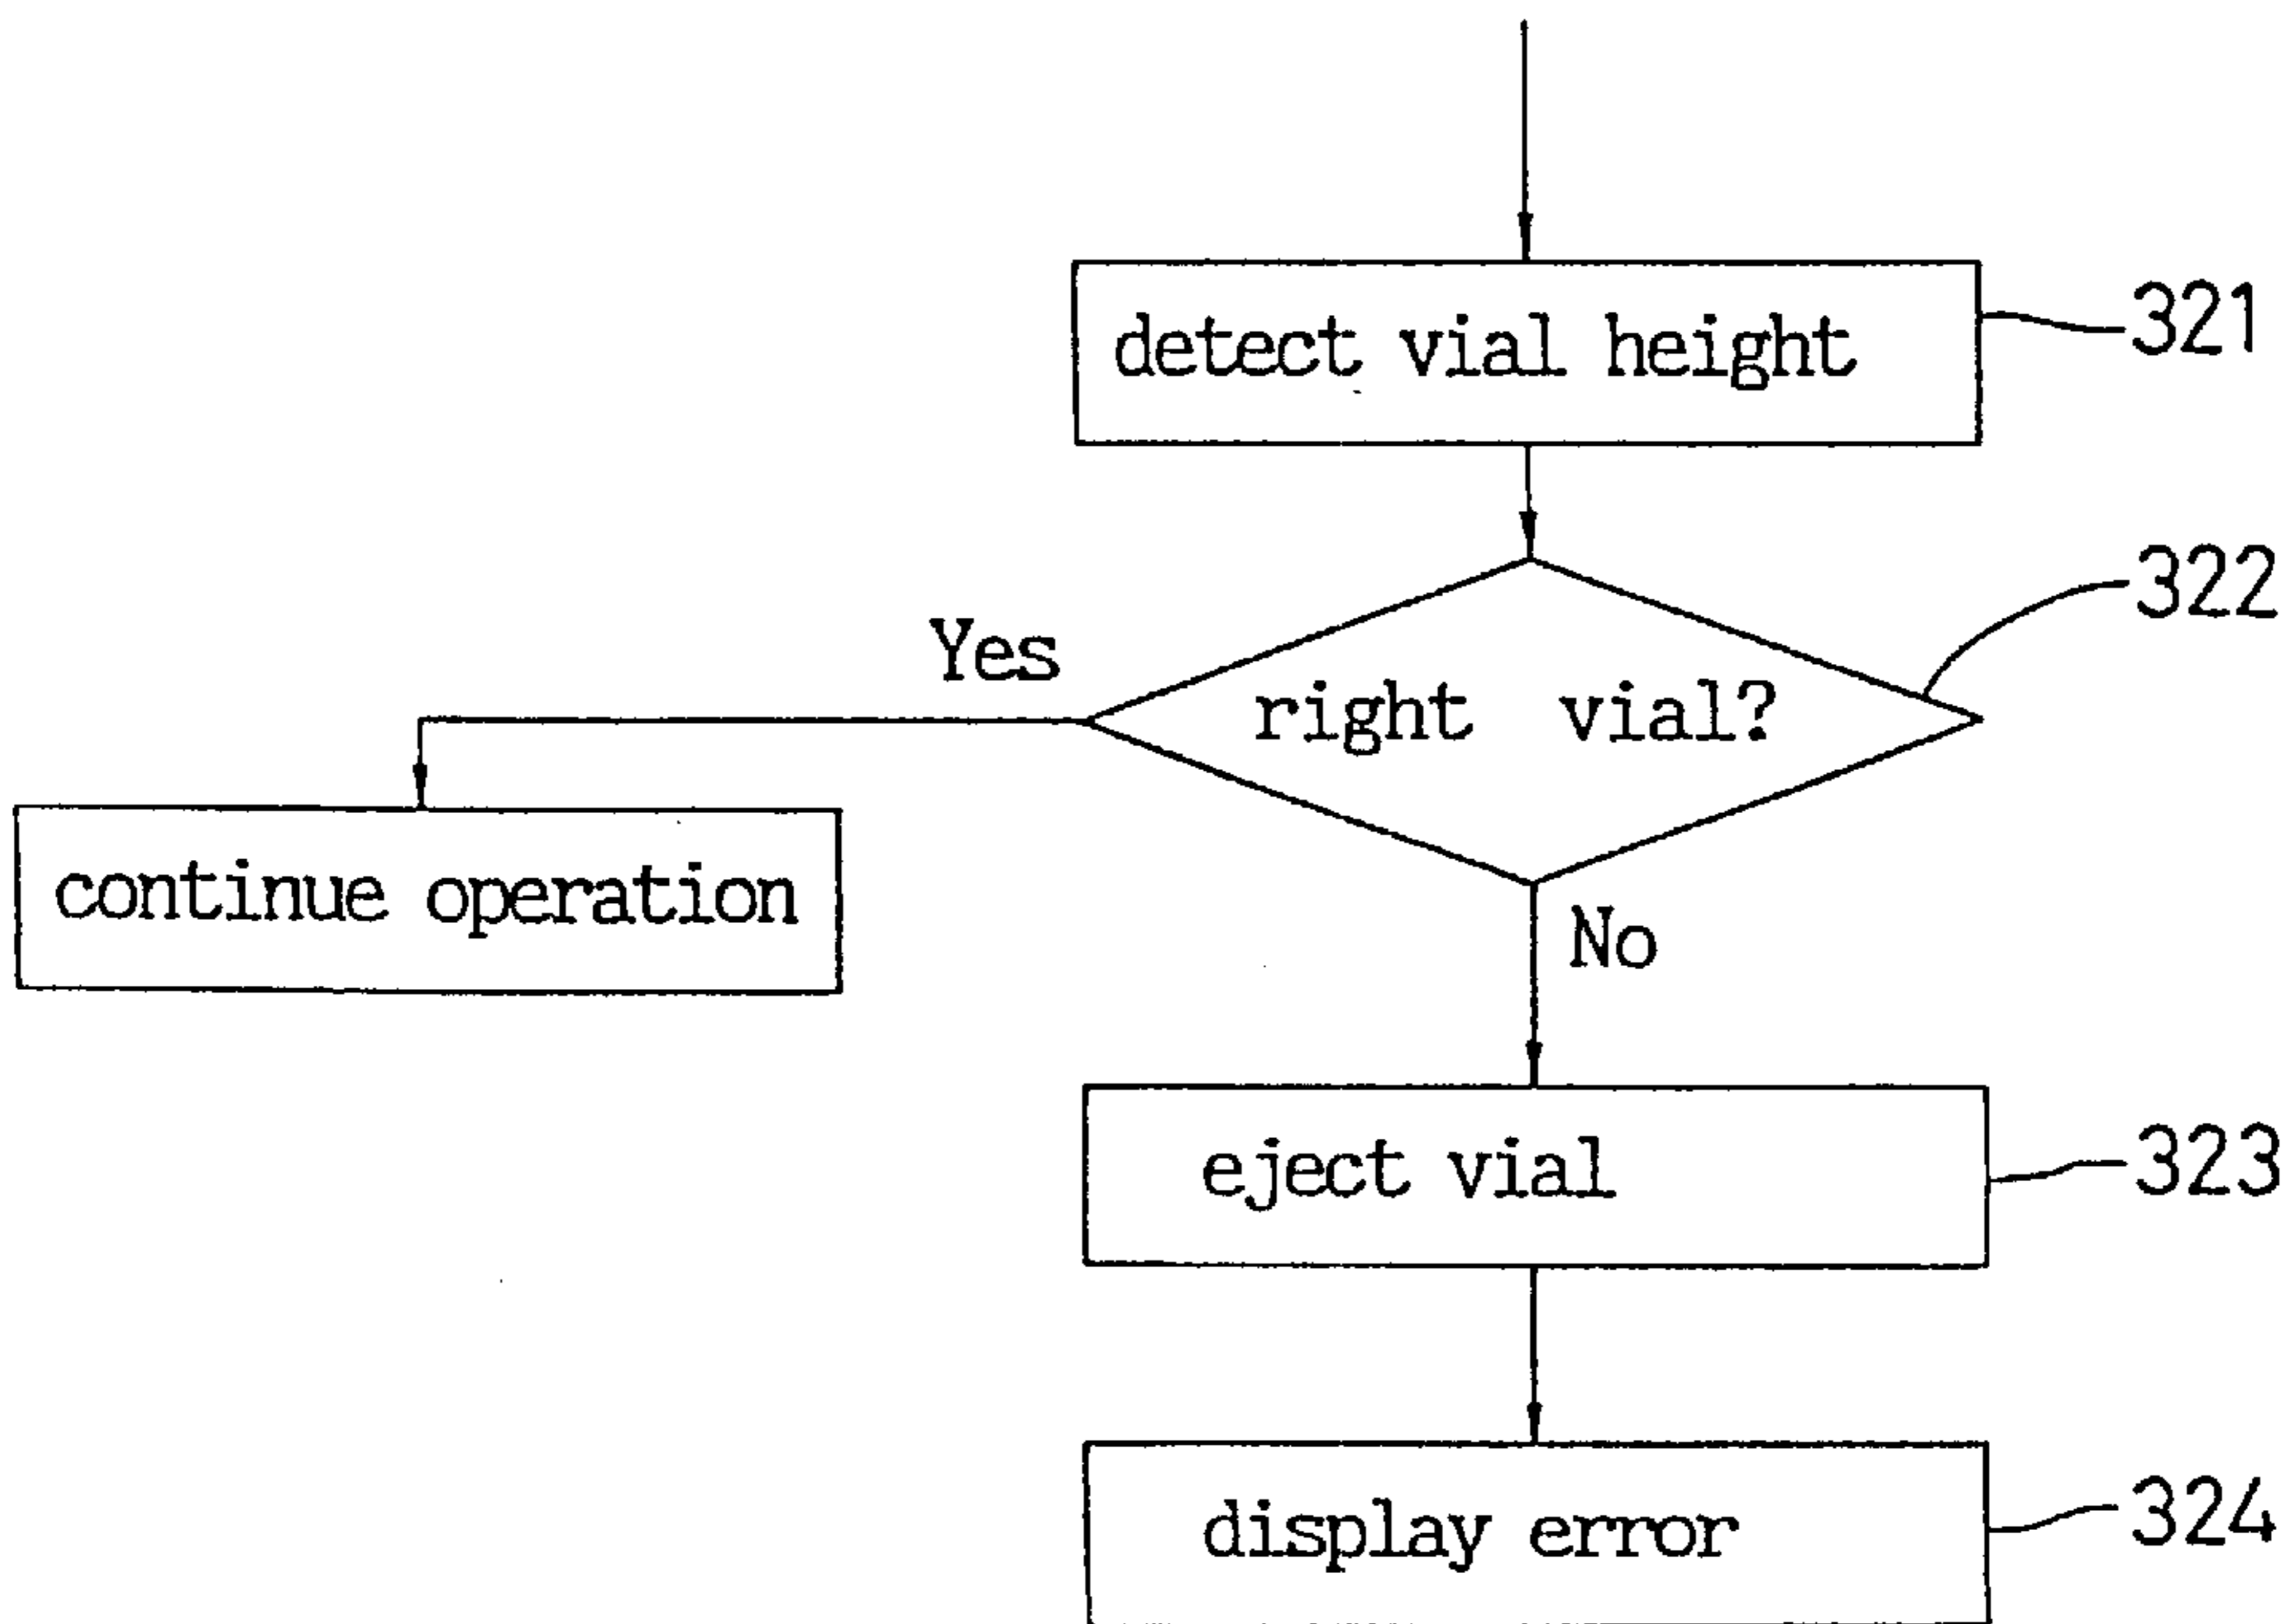 detect vial height
321
322
Yes
right vial?
continue operation
No
eject vial
323
display error
324